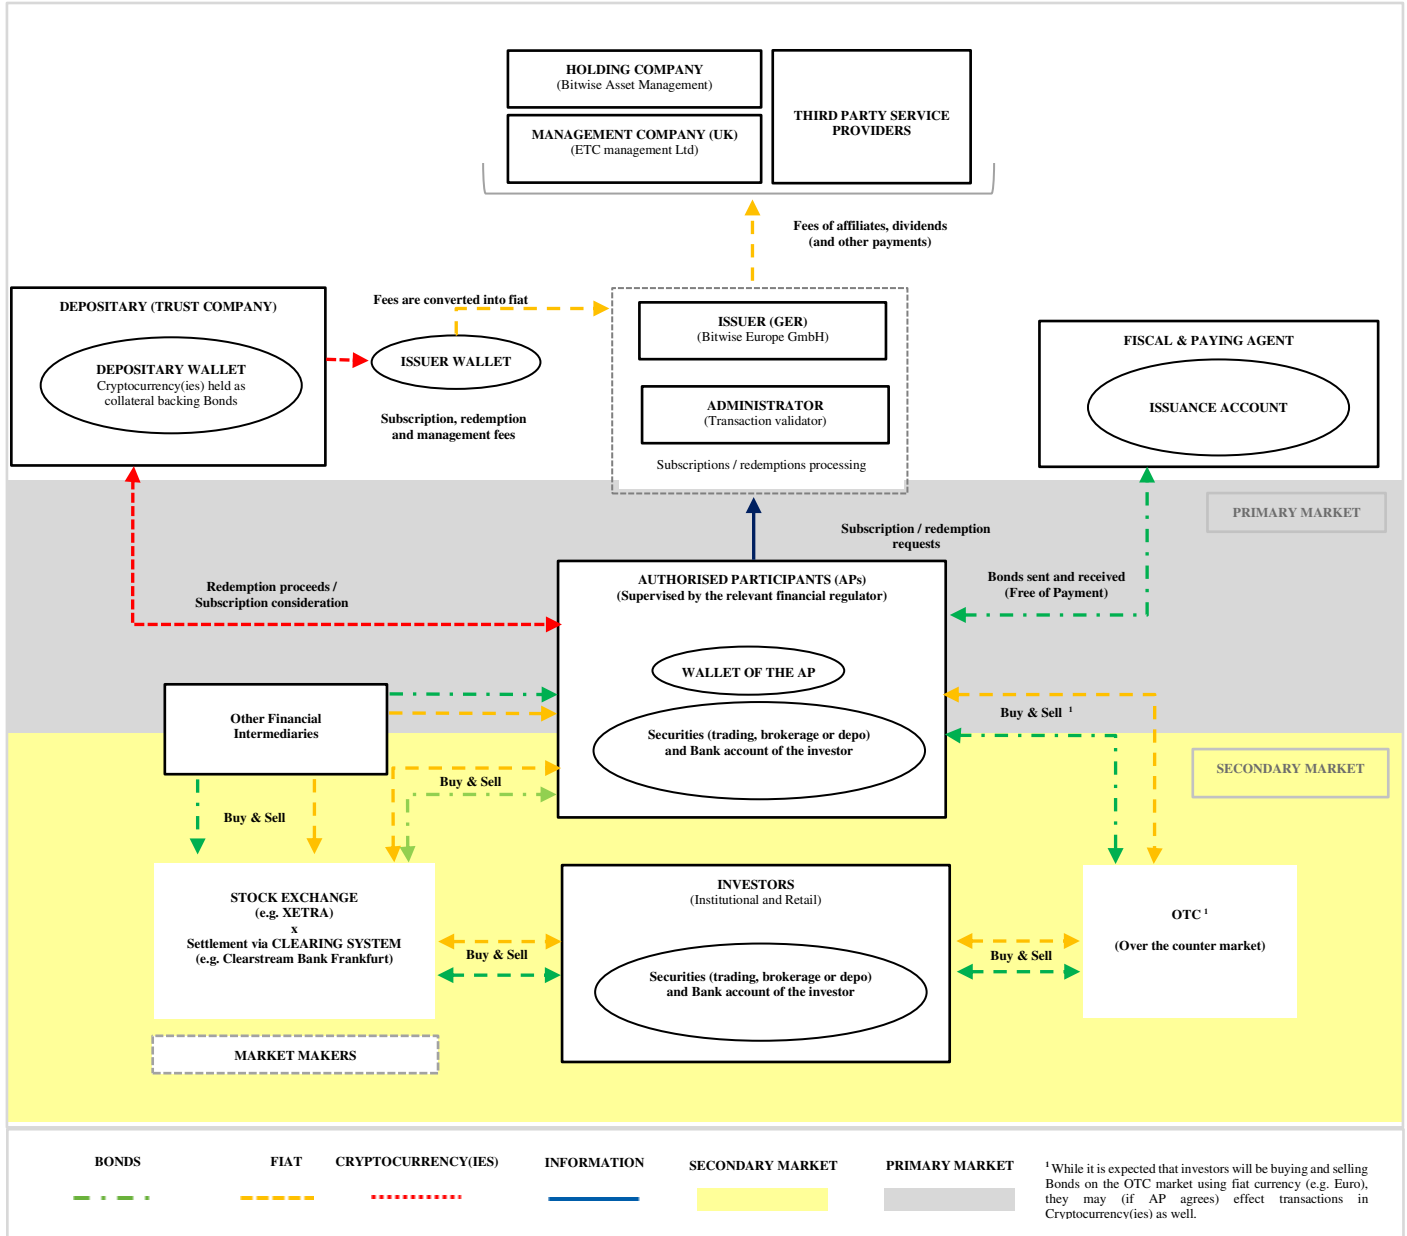 HOLDING COMPANY
(Bitwise Asset Management)
MANAGEMENT COMPANY (UK)
(ETC management Ltd)
THIRD PARTY SERVICE
PROVIDERS
Fees of affiliates, dividends
(and other payments)
DEPOSITARY (TRUST COMPANY)
DEPOSITARY WALLET
Cryptocurrency(ies) held as
collateral backing Bonds
Fees are converted into fiat
ISSUER WALLET
Subscription, redemption
and management fees
ISSUER (GER)
(Bitwise Europe GmbH)
ADMINISTRATOR
(Transaction validator)
Subscriptions / redemptions processing
FISCAL & PAYING AGENT
ISSUANCE ACCOUNT
PRIMARY MARKET
Subscription / redemption
requests
Redemption proceeds /
Subscription consideration
AUTHORISED PARTICIPANTS (APs)
(Supervised by the relevant financial regulator)
WALLET OF THE AP
Securities (trading, brokerage or depo)
and Bank account of the investor
Bonds sent and received
(Free of Payment)
Other Financial
Intermediaries
Buy & Sell ¹
SECONDARY MARKET
Buy & Sell
Buy & Sell
STOCK EXCHANGE
(e.g. XETRA)
x
Settlement via CLEARING SYSTEM
(e.g. Clearstream Bank Frankfurt)
MARKET MAKERS
Buy & Sell
INVESTORS
(Institutional and Retail)
Securities (trading, brokerage or depo)
and Bank account of the investor
Buy & Sell
OTC ¹
(Over the counter market)
BONDS
FIAT
CRYPTOCURRENCY(IES)
INFORMATION
SECONDARY MARKET
PRIMARY MARKET
¹ While it is expected that investors will be buying and selling
Bonds on the OTC market using fiat currency (e.g. Euro),
they may (if AP agrees) effect transactions in
Cryptocurrency(ies) as well.